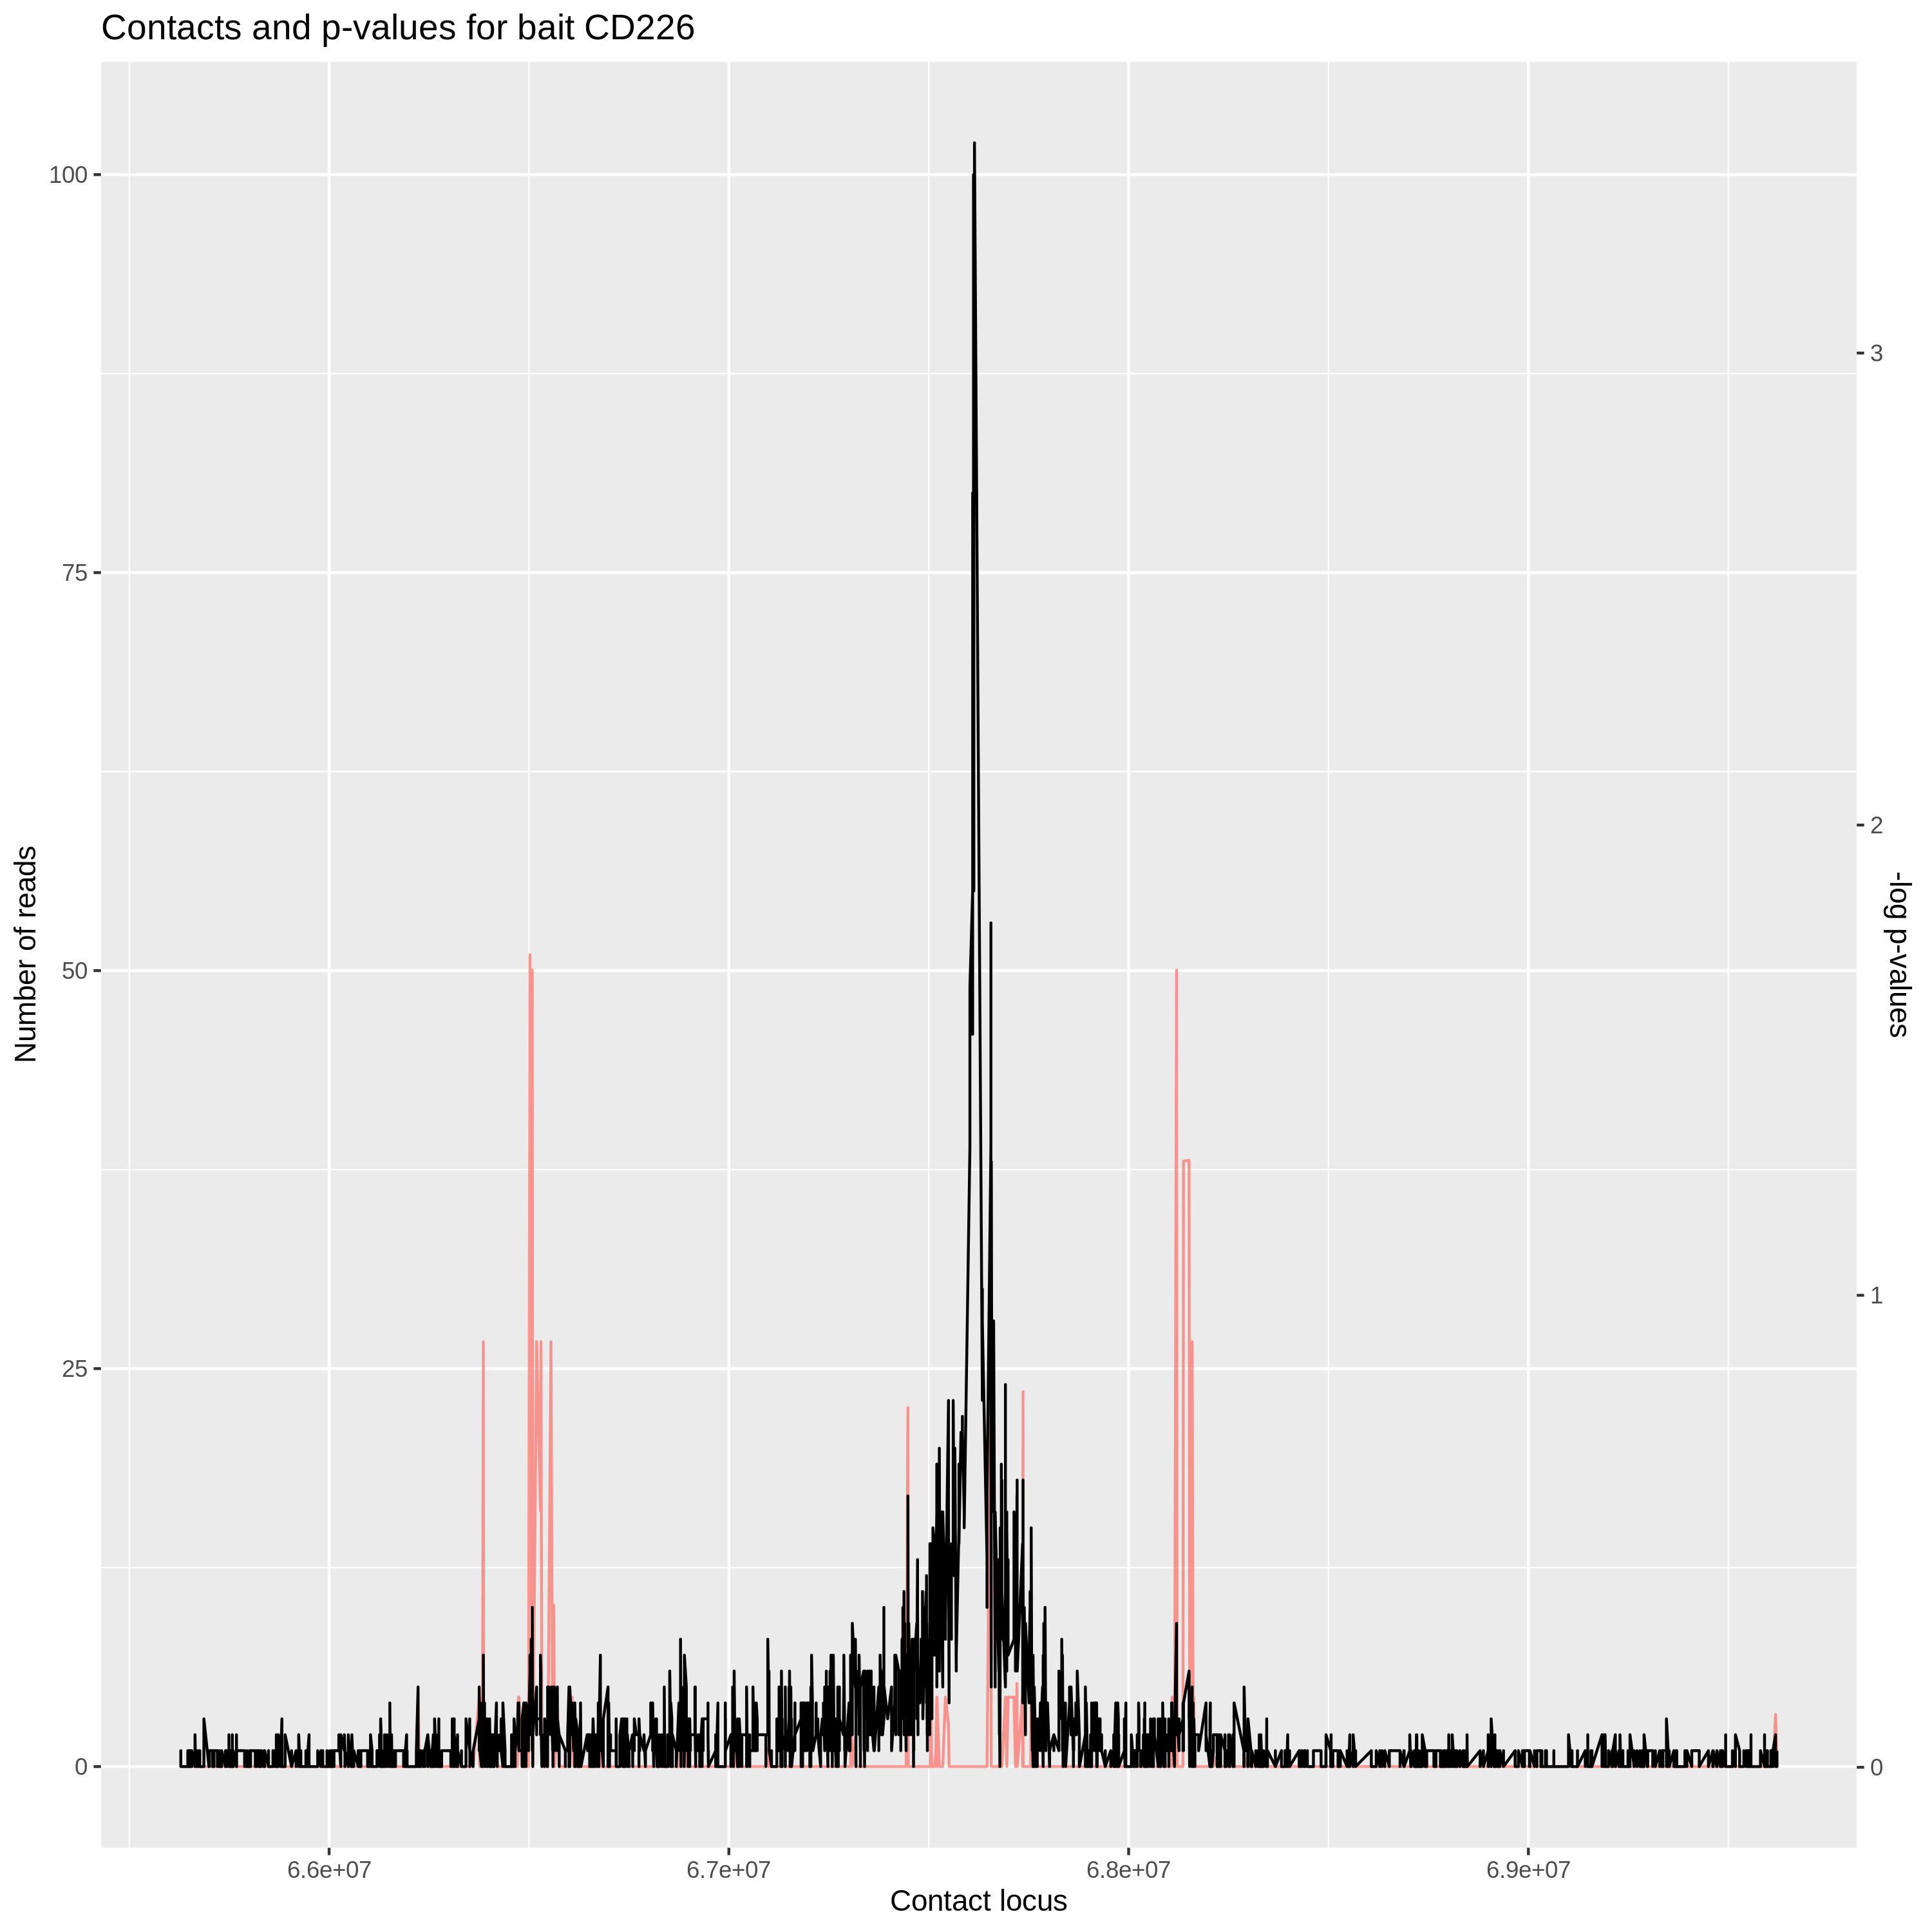 Contacts and p-values for bait CD226
Number of reads
100
75
50
25
0
3
2
1
0
-log p-values
6.6e+07 6.7e+07 6.8e+07 6.9e+07
Contact locus